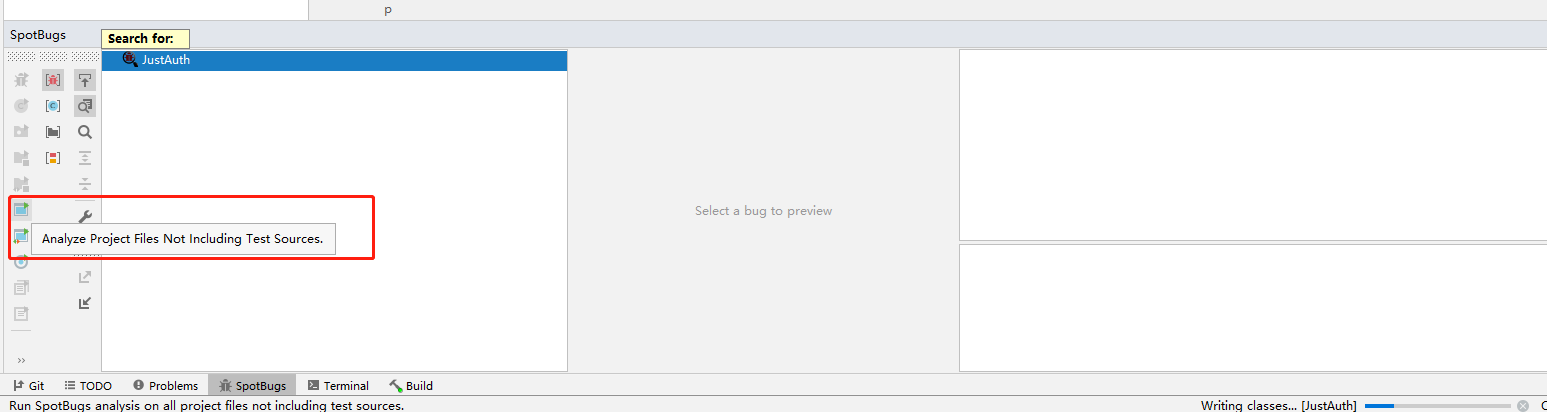 p
SpotBugs
Search for:
JustAuth
Select a bug to preview
Analyze Project Files Not Including Test Sources.
Git TODO Problems SpotBugs Terminal Build
Run SpotBugs analysis on all project files not including test sources. Writing classes... [JustAuth]